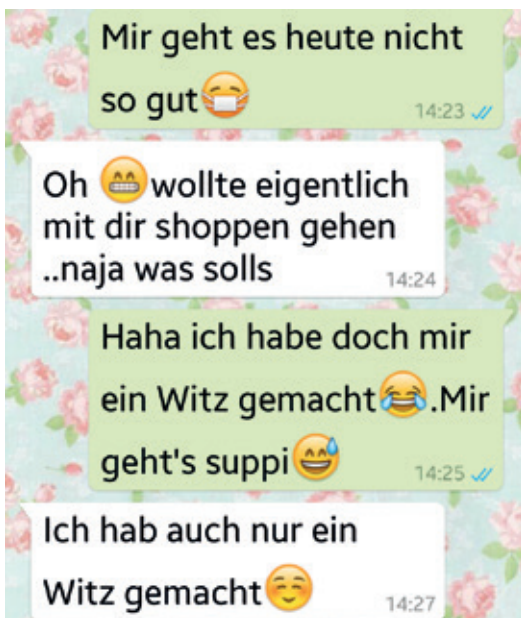 Mir geht es heute nicht
so gut😷
14:23
Oh 😁wollte eigentlich
mit dir shoppen gehen
..naja was solls
14:24
Haha ich habe doch mir
ein Witz gemacht😂.Mir
geht's suppi😅
14:25
Ich hab auch nur ein
Witz gemacht☺️
14:27